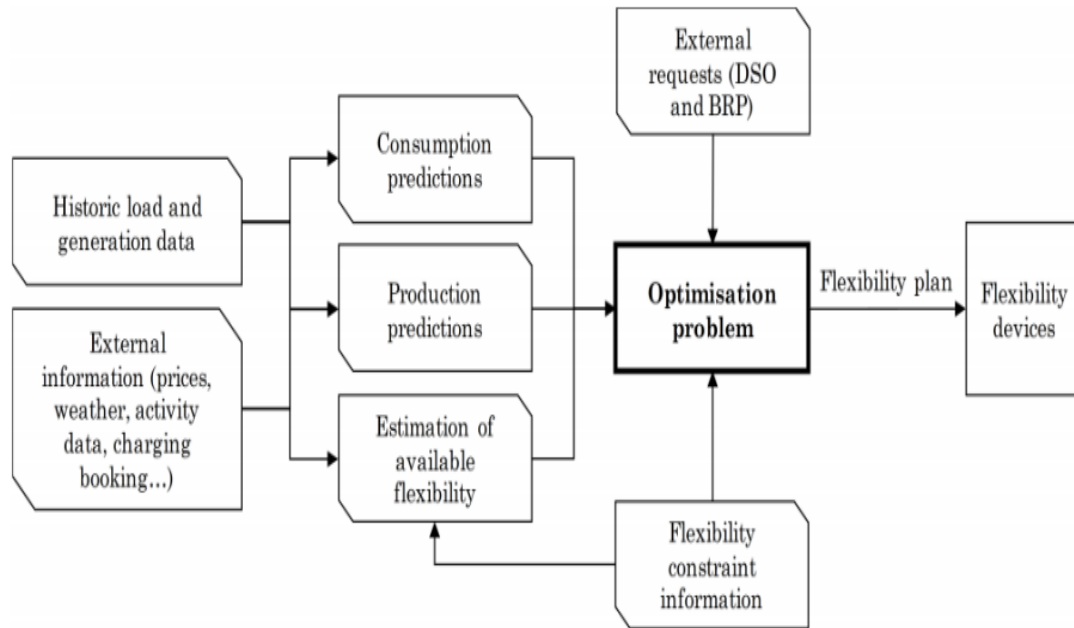 External
requests (DSO
and BRP)
Consumption
predictions
Historic load and
generation data
Production
predictions
Optimisation
problem
Flexibility plan
Flexibility
devices
External
information (prices,
weather, activity
data, charging
booking...)
Estimation of
available
flexibility
Flexibility
constraint
information